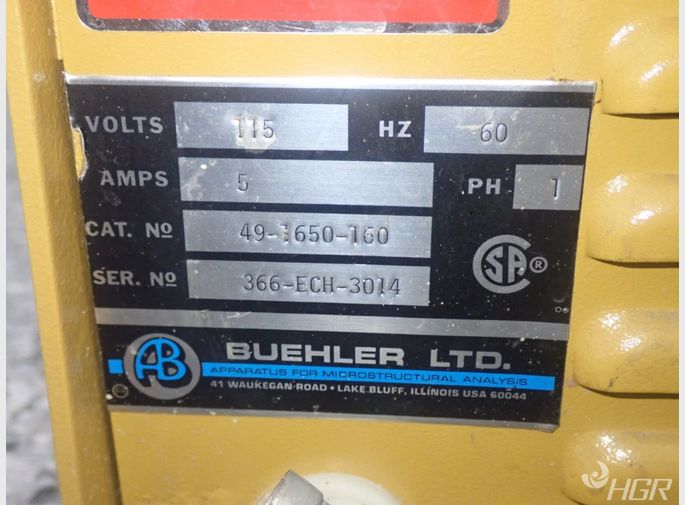 VOLTS 115 HZ 60
AMPS 5 PH 1
CAT. No 49-1650-160
SER. No 366-ECH-3014
CSA ®
AB BUEHLER LTD.
APPARATUS FOR MICROSTRUCTURAL ANALYSIS
41 WAUKEGAN ROAD • LAKE BLUFF, ILLINOIS USA 60044
HGR